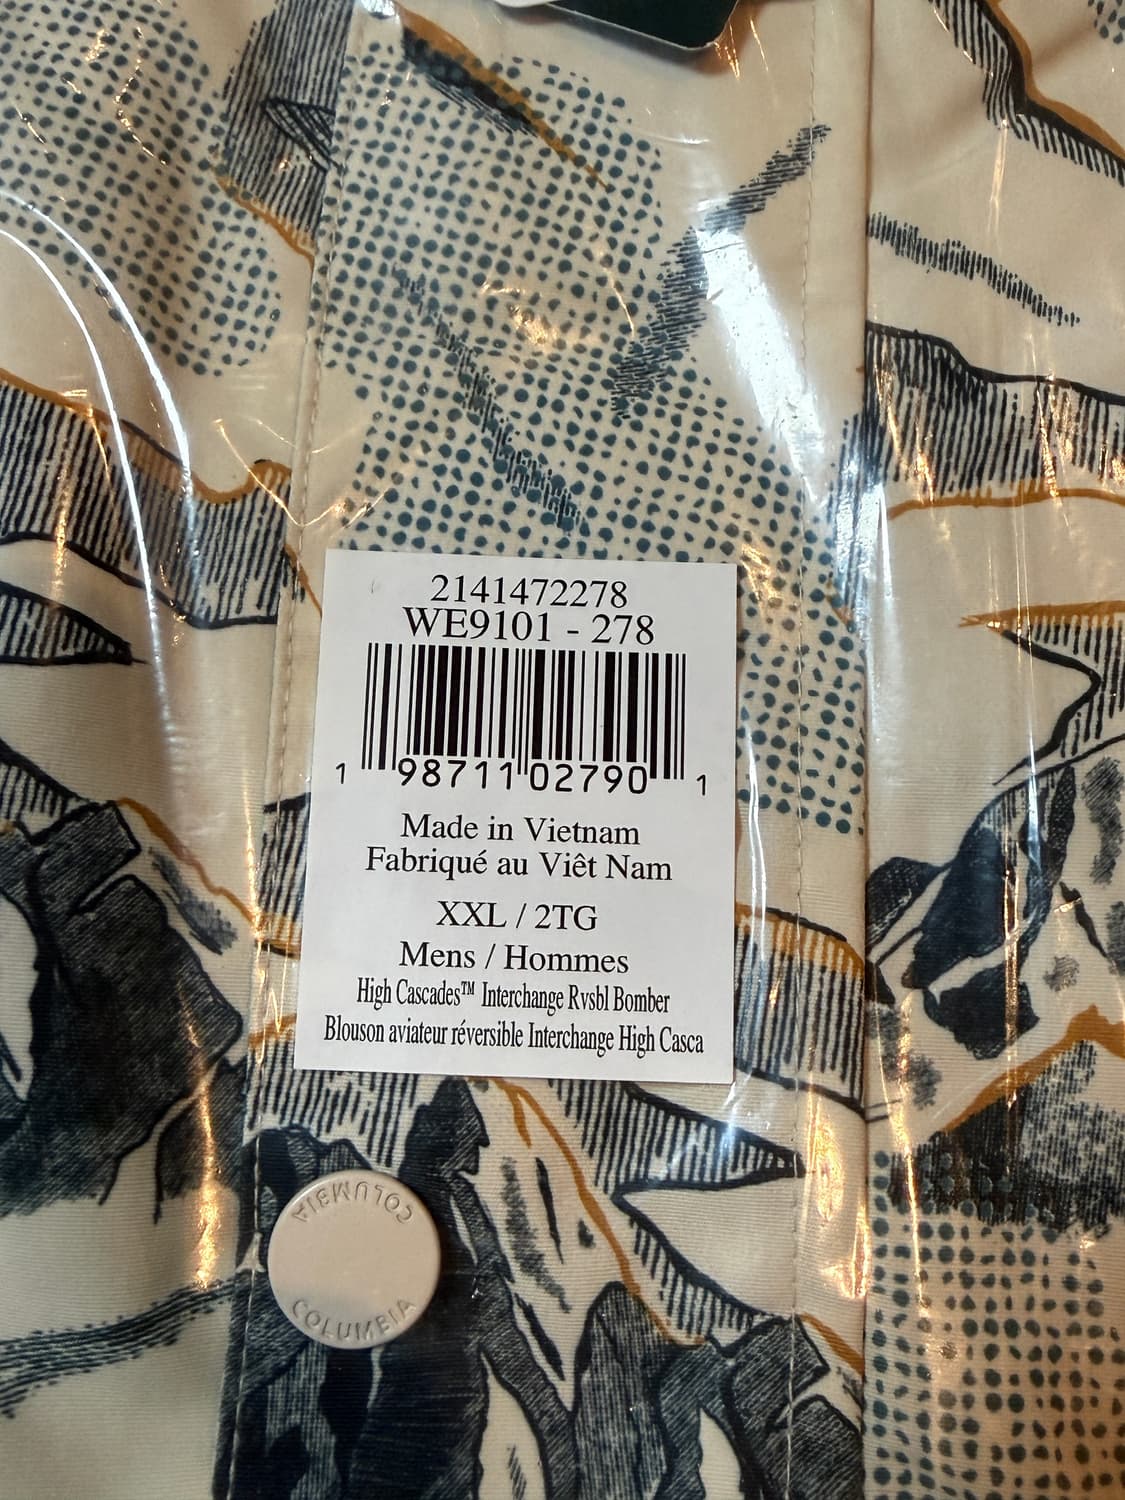 2141472278
WE9101 - 278
1 98711 02790 1
Made in Vietnam
Fabriqué au Viêt Nam
XXL / 2TG
Mens / Hommes
High Cascades™ Interchange Rvsbl Bomber
Blouson aviateur réversible Interchange High Casca
COLUMBIA
COLUMBIA